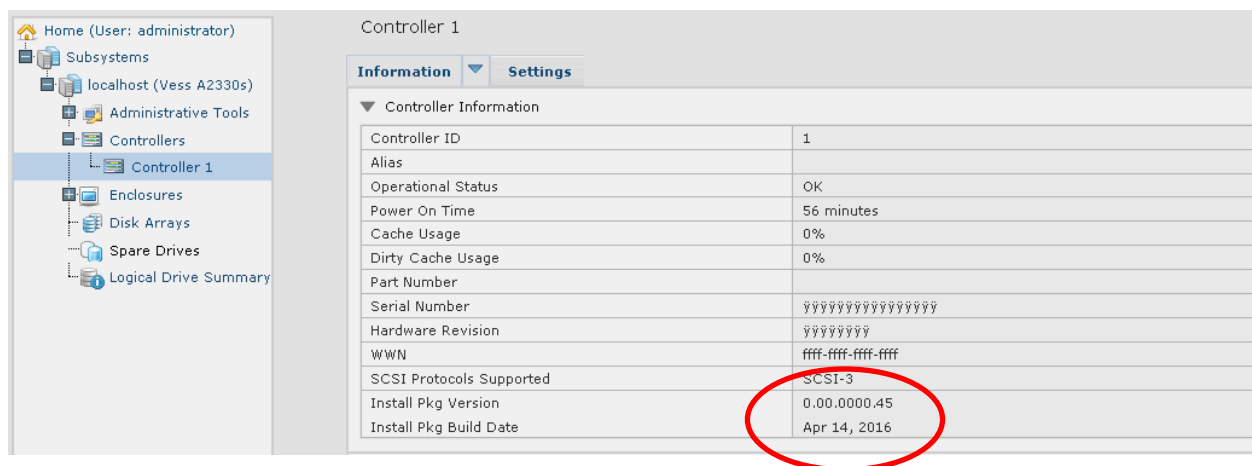 Home (User: administrator)
Subsystems
localhost (Vess A2330s)
Administrative Tools
Controllers
Controller 1
Enclosures
Disk Arrays
Spare Drives
Logical Drive Summary
Controller 1
Information
Settings
Controller Information
Controller ID 1
Alias
Operational Status OK
Power On Time 56 minutes
Cache Usage 0%
Dirty Cache Usage 0%
Part Number
Serial Number ÿÿÿÿÿÿÿÿÿÿÿÿÿÿÿÿ
Hardware Revision ÿÿÿÿÿÿÿÿ
WWN ffff-ffff-ffff-ffff
SCSI Protocols Supported SCSI-3
Install Pkg Version 0.00.0000.45
Install Pkg Build Date Apr 14, 2016